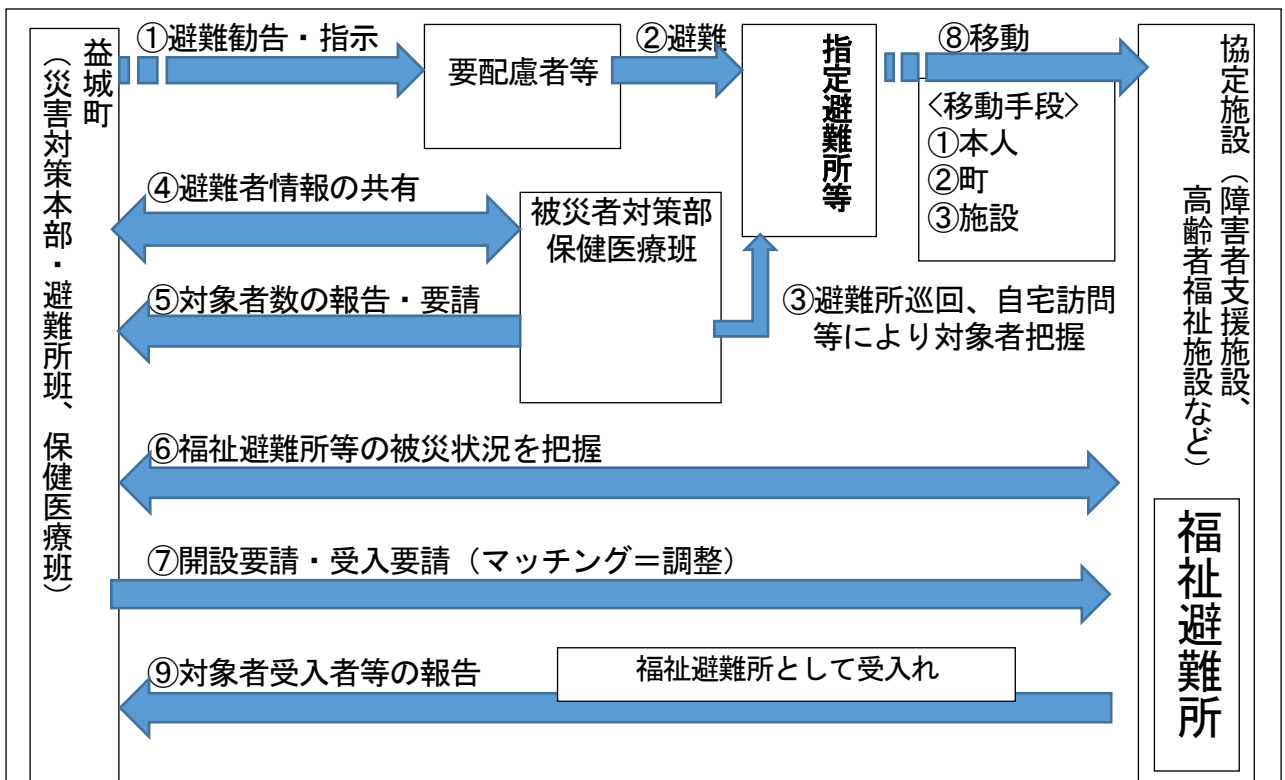 益城町
（災害対策本部・避難所班、保健医療班）
①避難勧告・指示
要配慮者等
②避難
指定避難所等
⑧移動
<移動手段>
①本人
②町
③施設
協定施設（障害者支援施設、
高齢者福祉施設など）
④避難者情報の共有
被災者対策部
保健医療班
⑤対象者数の報告・要請
③避難所巡回、自宅訪問
等により対象者把握
⑥福祉避難所等の被災状況を把握
⑦開設要請・受入要請（マッチング＝調整）
福祉避難所
⑨対象者受入者等の報告
福祉避難所として受入れ